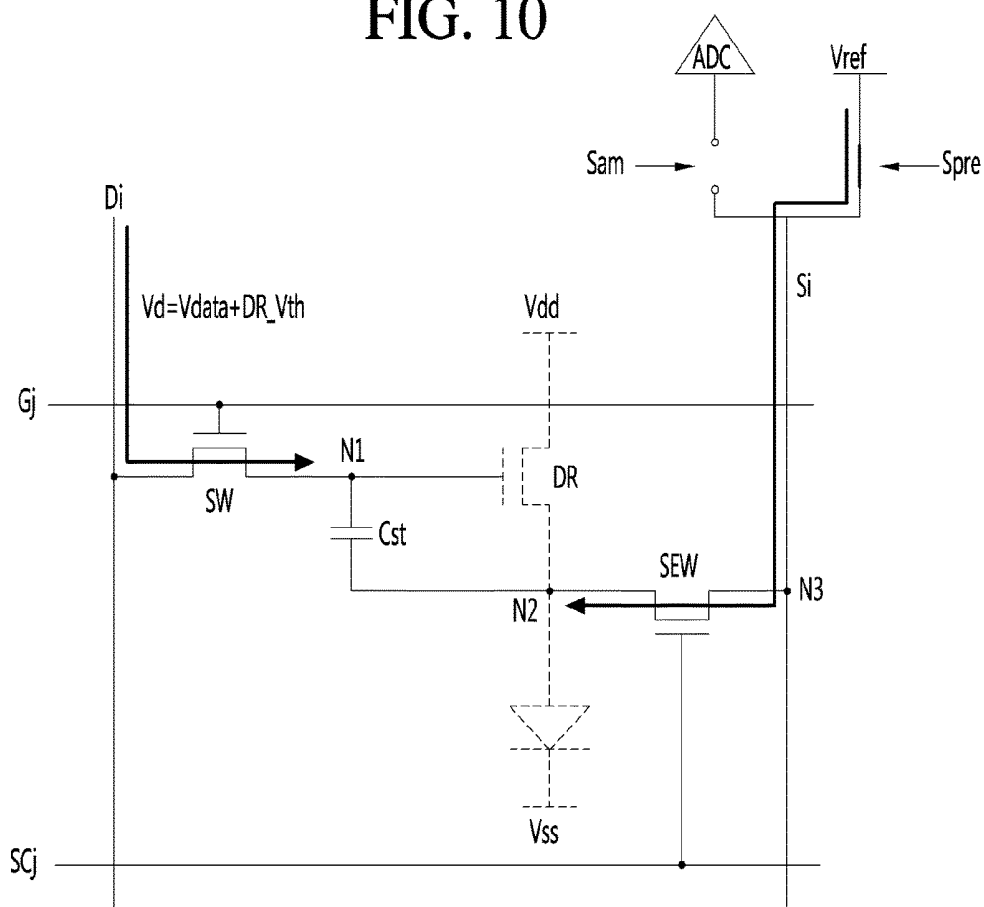 FIG. 10
ADC
Vref
Sam
Spre
Di
Si
Vd=Vdata+DR_Vth
Vdd
Gj
N1
DR
SW
Cst
SEW
N2
N3
Vss
SCj